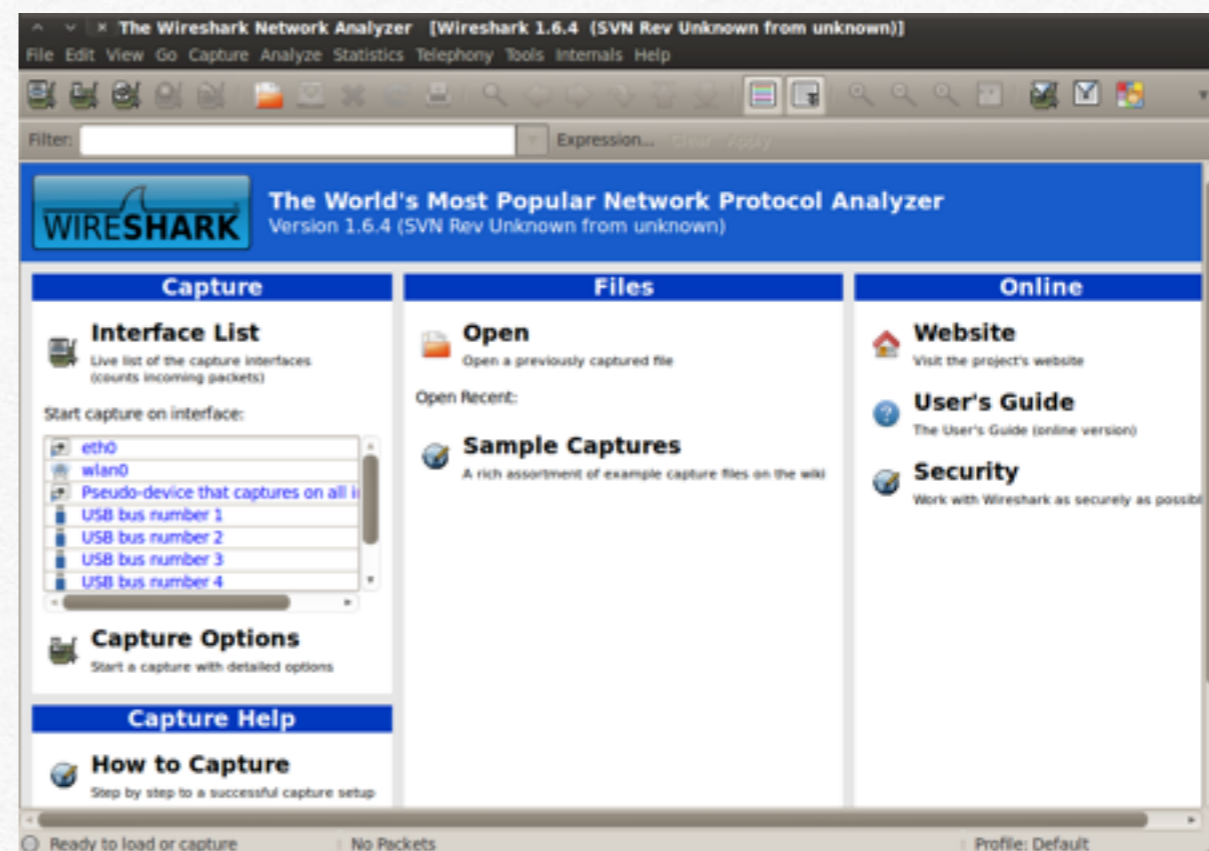 The Wireshark Network Analyzer [Wireshark 1.6.4 (SVN Rev Unknown from unknown)]
File Edit View Go Capture Analyze Statistics Telephony Tools Internals Help
Filter: Expression... Clear Apply
WIRESHARK
The World's Most Popular Network Protocol Analyzer
Version 1.6.4 (SVN Rev Unknown from unknown)
Capture
Interface List
Live list of the capture interfaces
(counts incoming packets)
Start capture on interface:
eth0
wlan0
Pseudo-device that captures on all i
USB bus number 1
USB bus number 2
USB bus number 3
USB bus number 4
Capture Options
Start a capture with detailed options
Capture Help
How to Capture
Step by step to a successful capture setup
Files
Open
Open a previously captured file
Open Recent:
Sample Captures
A rich assortment of example capture files on the wiki
Online
Website
Visit the project's website
User's Guide
The User's Guide (online version)
Security
Work with Wireshark as securely as possibl
Ready to load or capture
No Packets
Profile: Default